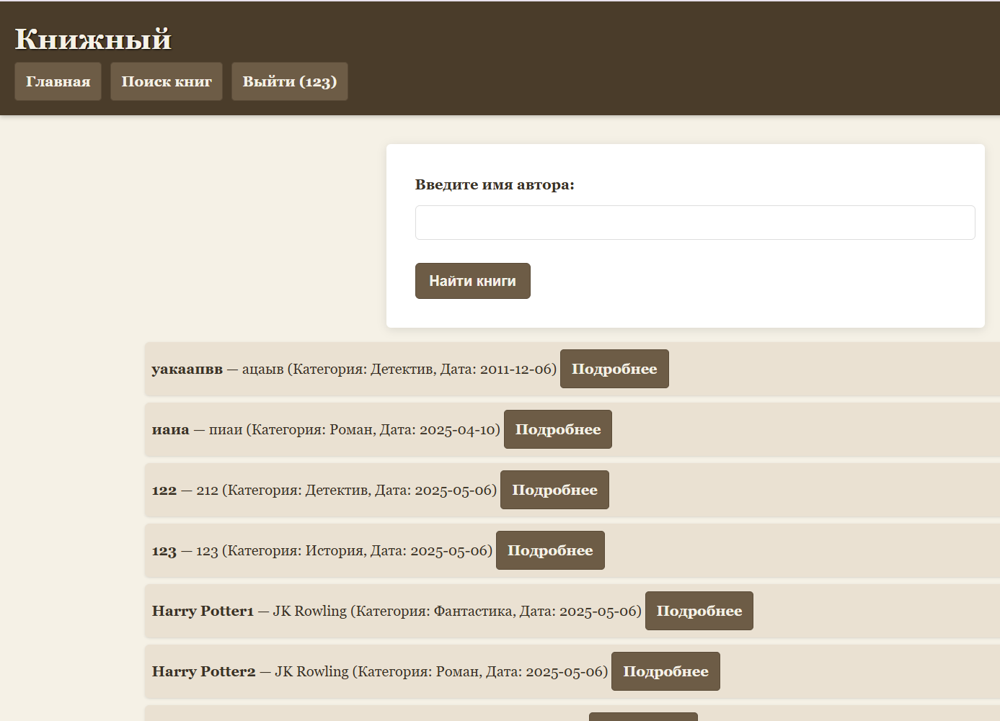 Книжный
Главная Поиск книг Выйти (123)
Введите имя автора:
Найти книги
уакаапвв — ацаыв (Категория: Детектив, Дата: 2011-12-06) Подробнее
иаиа — пиаи (Категория: Роман, Дата: 2025-04-10) Подробнее
122 — 212 (Категория: Детектив, Дата: 2025-05-06) Подробнее
123 — 123 (Категория: История, Дата: 2025-05-06) Подробнее
Harry Potter1 — JK Rowling (Категория: Фантастика, Дата: 2025-05-06) Подробнее
Harry Potter2 — JK Rowling (Категория: Роман, Дата: 2025-05-06) Подробнее